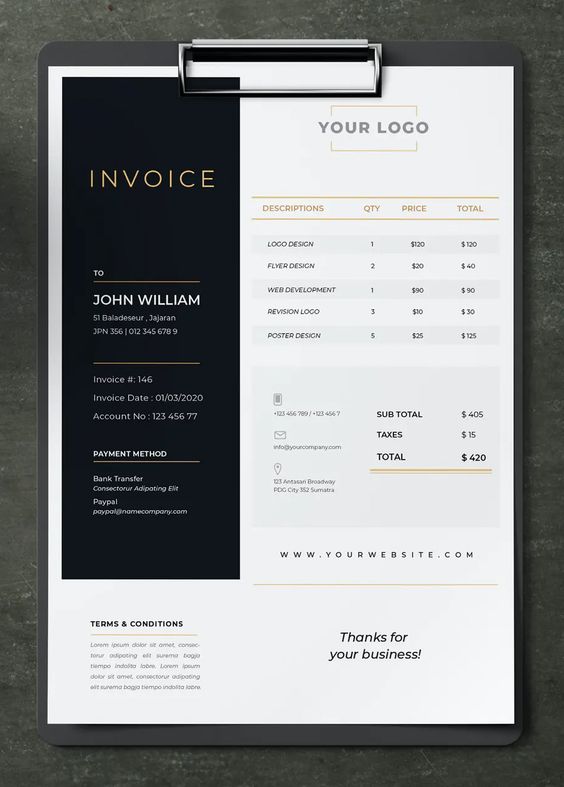 YOUR LOGO
INVOICE
DESCRIPTIONS QTY PRICE TOTAL
LOGO DESIGN 1 $120 $ 120
FLYER DESIGN 2 $20 $ 40
WEB DEVELOPMENT 1 $90 $ 90
REVISION LOGO 3 $10 $ 30
POSTER DESIGN 5 $25 $ 125
TO
JOHN WILLIAM
51 Baladeseur , Jajaran
JPN 356 | 012 345 678 9
Invoice #: 146
Invoice Date : 01/03/2020
Account No : 123 456 77
PAYMENT METHOD
Bank Transfer
Consectorur Adipating Elit
Paypal
paypal@namecompany.com
+123 456 789 / +123 456 7
info@yourcompany.com
123 Antasan Broadway
PDG City 352 Sumatra
SUB TOTAL $ 405
TAXES $ 15
TOTAL $ 420
WWW.YOURWEBSITE.COM
TERMS & CONDITIONS
Lorem ipsum dolor sit amet, consec-
torur adipating elit surema bagja
tiempo indolita labre. Lorem ipsum
dolor sit amet, consectorur adipating
elit surema bagja tiempo indolita labre.
Thanks for
your business!